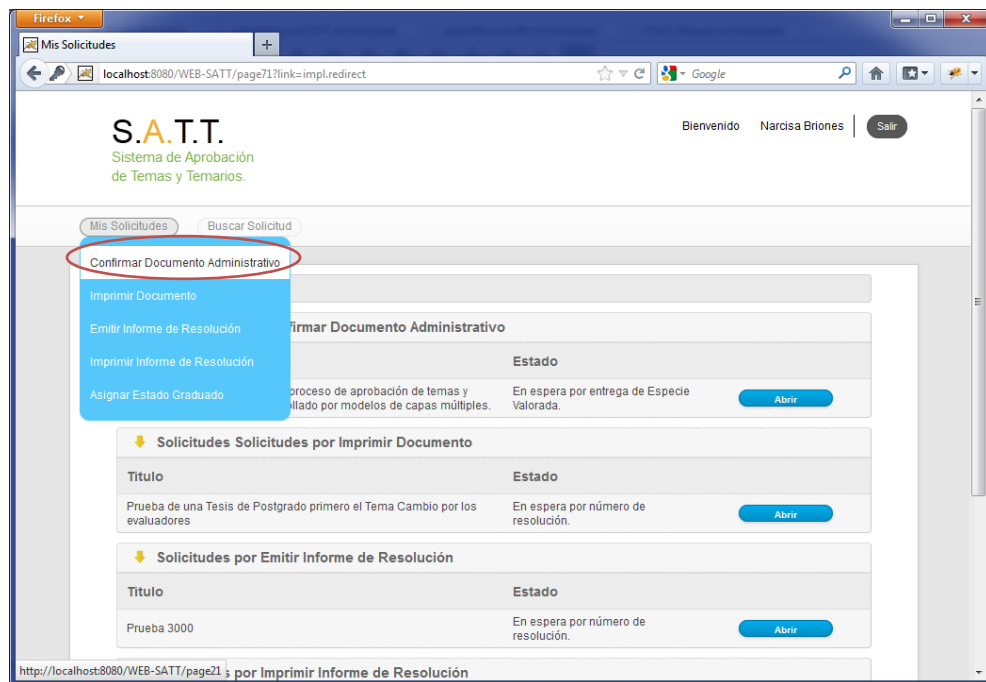 Firefox
Mis Solicitudes
localhost:8080/WEB-SATT/page71?link=impl.redirect
Google
S.A.T.T.
Sistema de Aprobación
de Temas y Temarios.
Bienvenido Narcisa Briones Salir
Mis Solicitudes Buscar Solicitud
Confirmar Documento Administrativo
Imprimir Documento
Emitir Informe de Resolución
Imprimir Informe de Resolución
Asignar Estado Graduado
firmar Documento Administrativo
Estado
proceso de aprobación de temas y
llado por modelos de capas múltiples.
En espera por entrega de Especie
Valorada.
Abrir
Solicitudes Solicitudes por Imprimir Documento
Titulo Estado
Prueba de una Tesis de Postgrado primero el Tema Cambio por los
evaluadores
En espera por número de
resolución.
Abrir
Solicitudes por Emitir Informe de Resolución
Titulo Estado
Prueba 3000
En espera por número de
resolución.
Abrir
por Imprimir Informe de Resolución
http://localhost:8080/WEB-SATT/page21